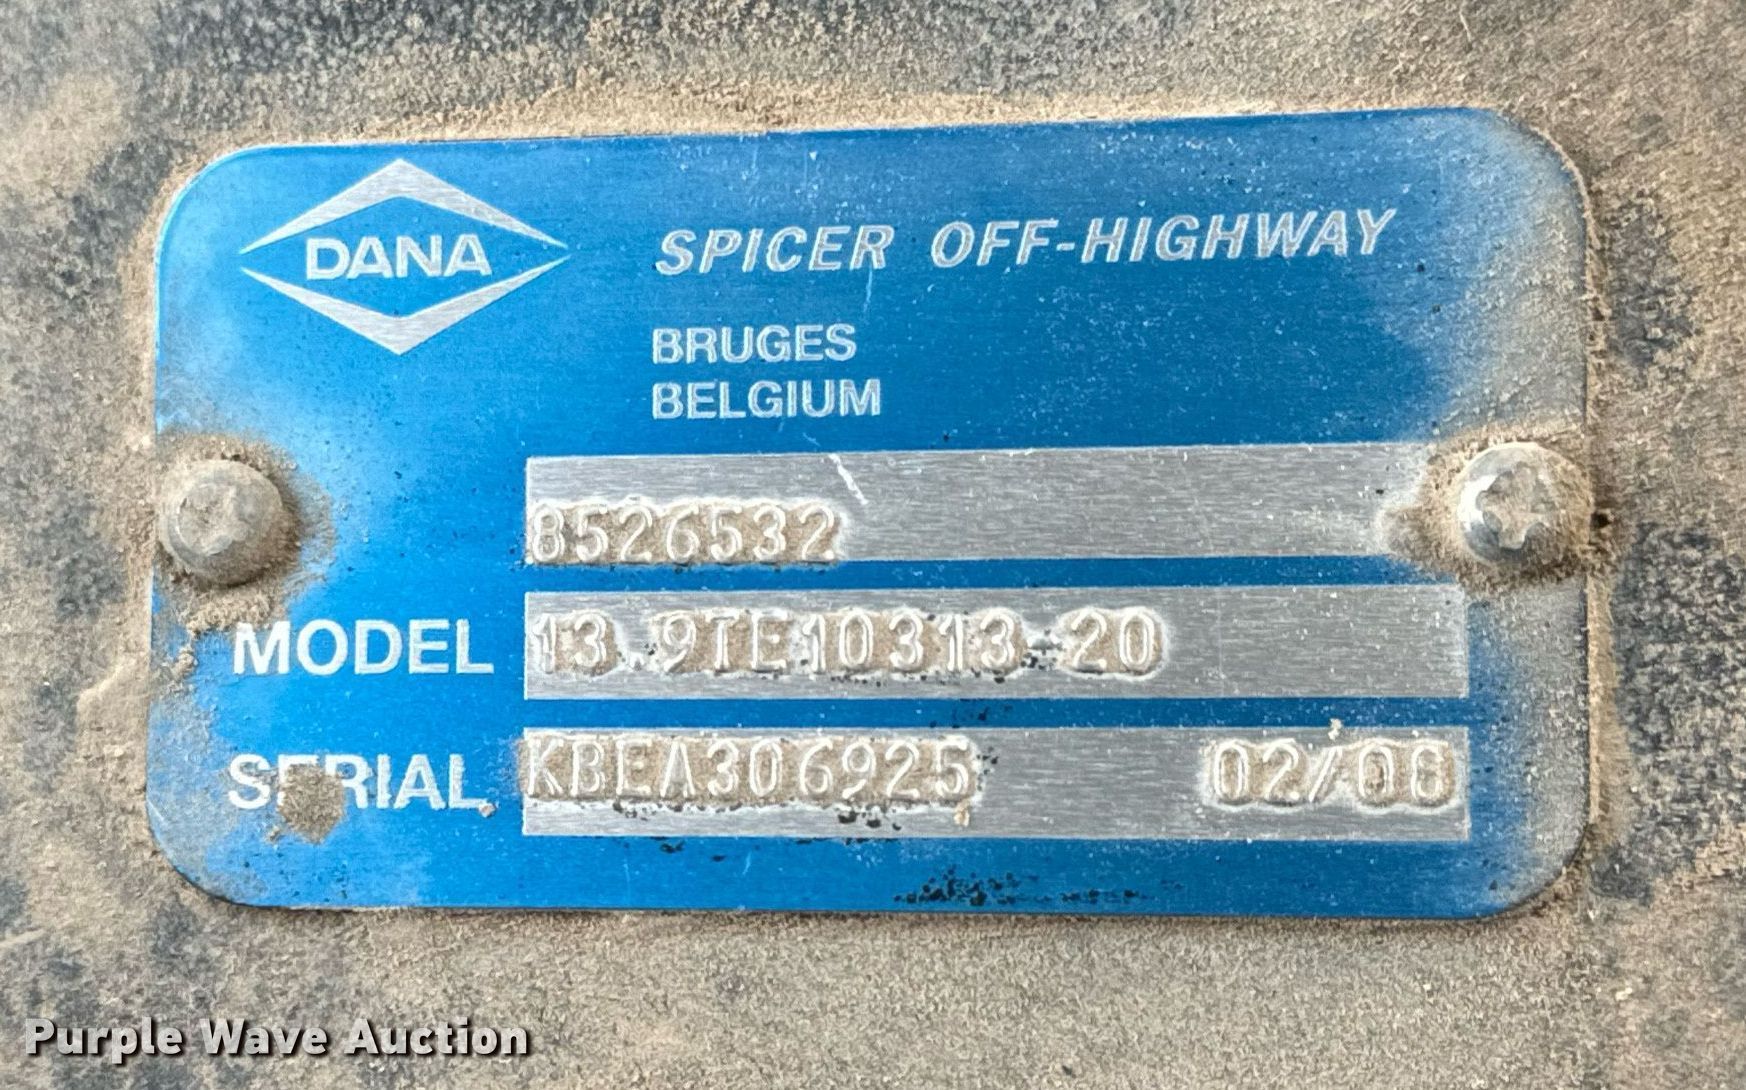 DANA
SPICER OFF-HIGHWAY
BRUGES
BELGIUM
8526532
MODEL 13.9TE10313-20
SERIAL KBEA306925 02/08
Purple Wave Auction